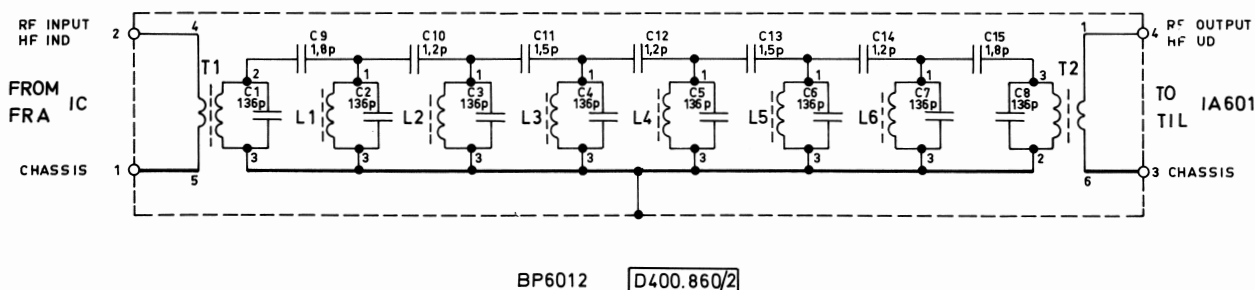 RF INPUT
HF IND
2
4
C9
1,8p
C10
1,2p
C11
1,5p
C12
1,2p
C13
1,5p
C14
1,2p
C15
1,8p
1
4
RF OUTPUT
HF UD
T1
2
1
1
1
1
1
1
3
T2
FROM
FRA
IC
C1
136p
L1
C2
136p
L2
C3
136p
L3
C4
136p
L4
C5
136p
L5
C6
136p
L6
C7
136p
C8
136p
TO
TIL
IA601
3
3
3
3
3
3
2
CHASSIS
1
5
6
3
CHASSIS
BP6012
D400.860/2